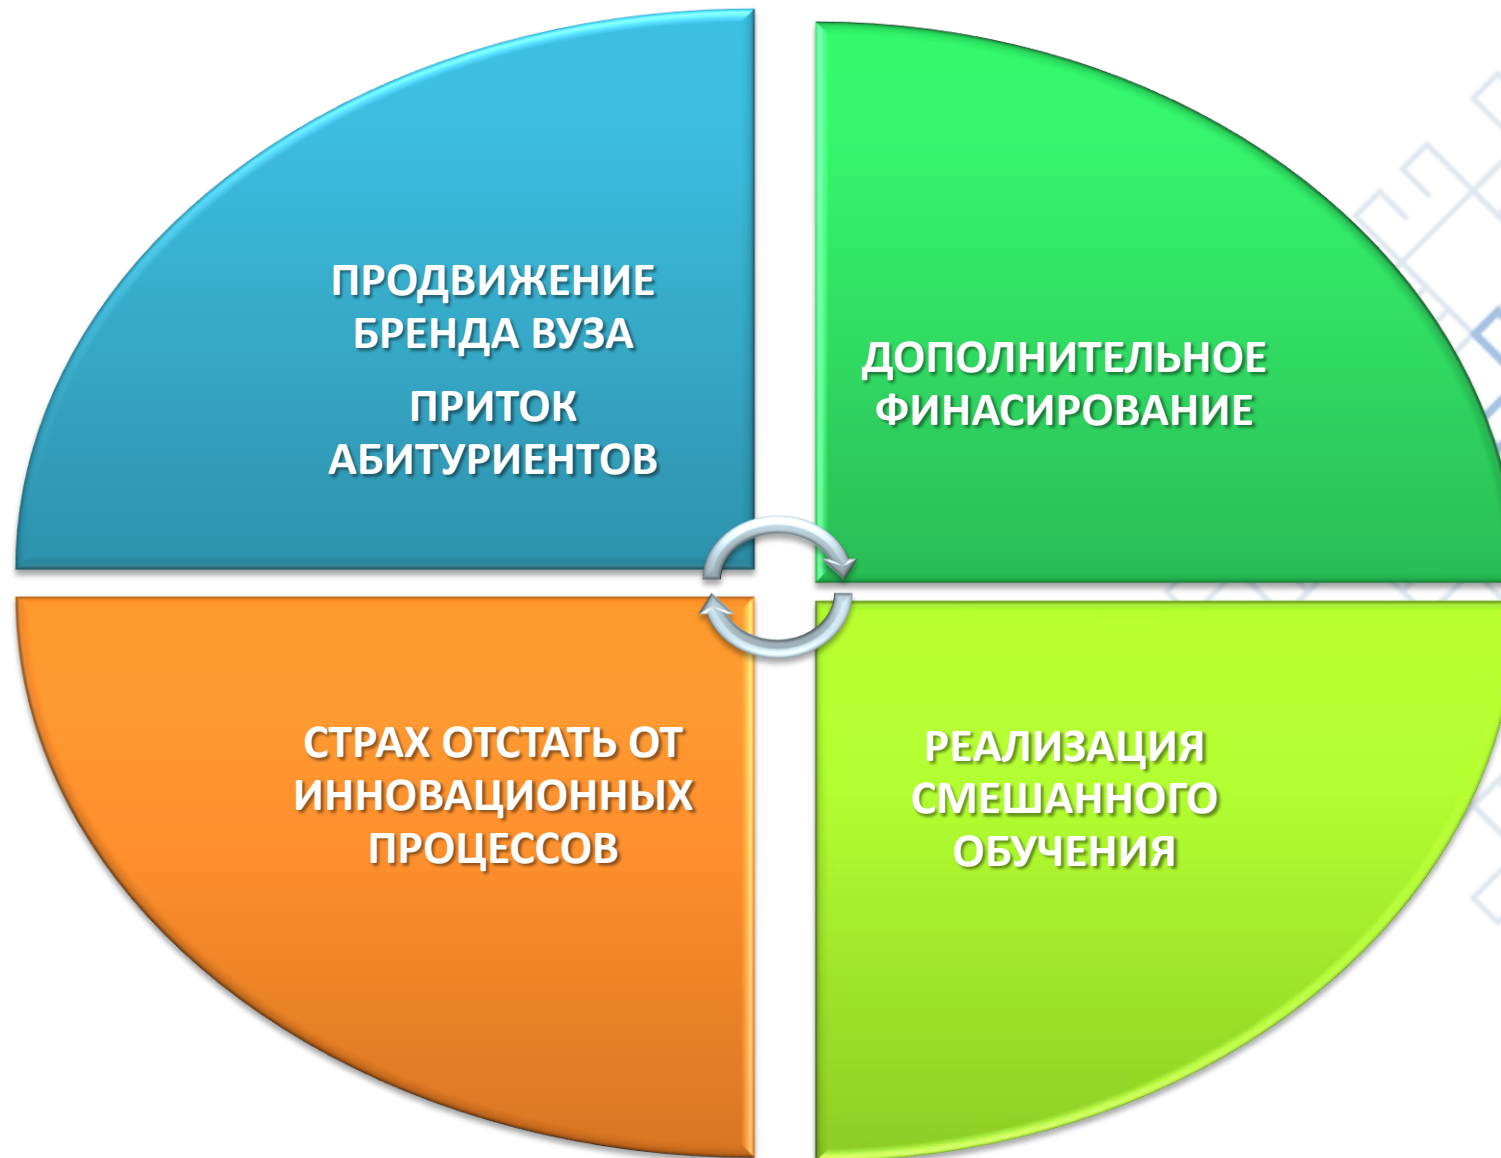 ПРОДВИЖЕНИЕ
БРЕНДА ВУЗА
ПРИТОК
АБИТУРИЕНТОВ
ДОПОЛНИТЕЛЬНОЕ
ФИНАСИРОВАНИЕ
СТРАХ ОТСТАТЬ ОТ
ИННОВАЦИОННЫХ
ПРОЦЕССОВ
РЕАЛИЗАЦИЯ
СМЕШАННОГО
ОБУЧЕНИЯ